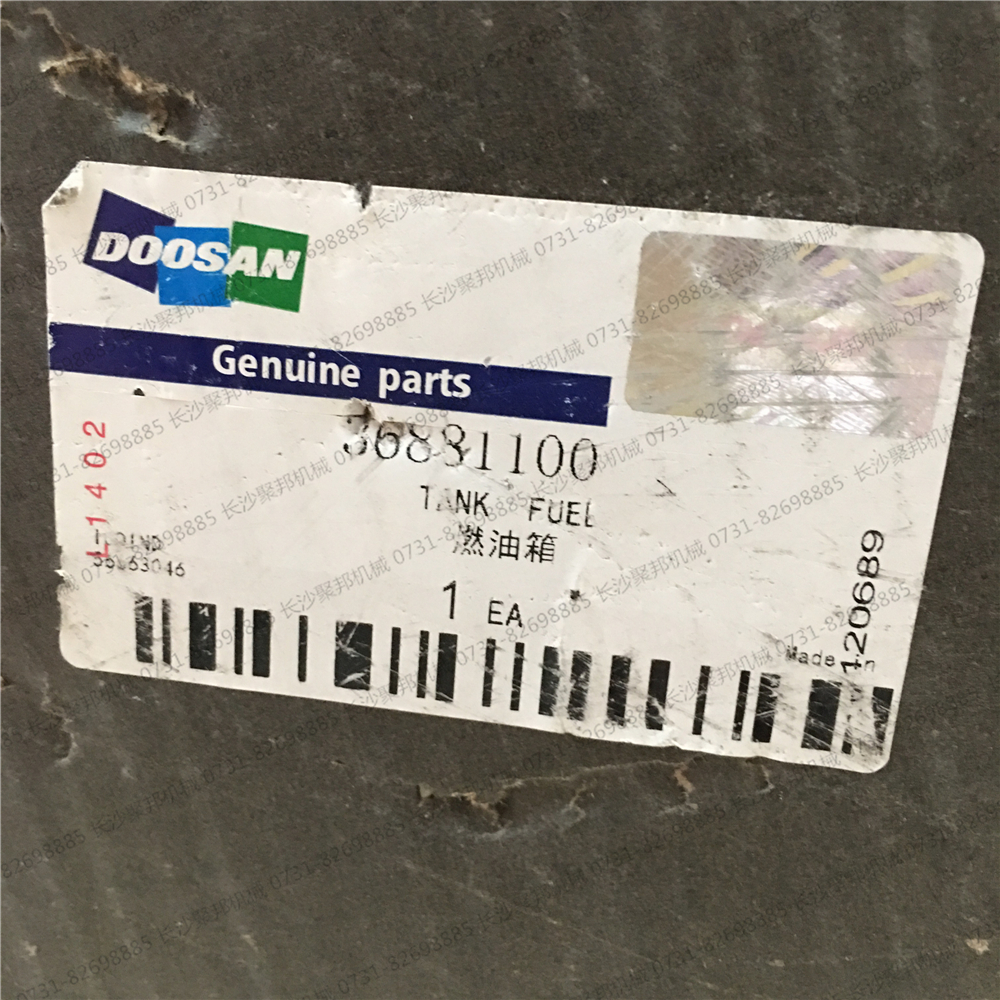 DOOSAN
Genuine parts
36881100
TANK FUEL
燃油箱
1 EA
L1402
Made in
120689
长沙聚邦机械 0731-82698885